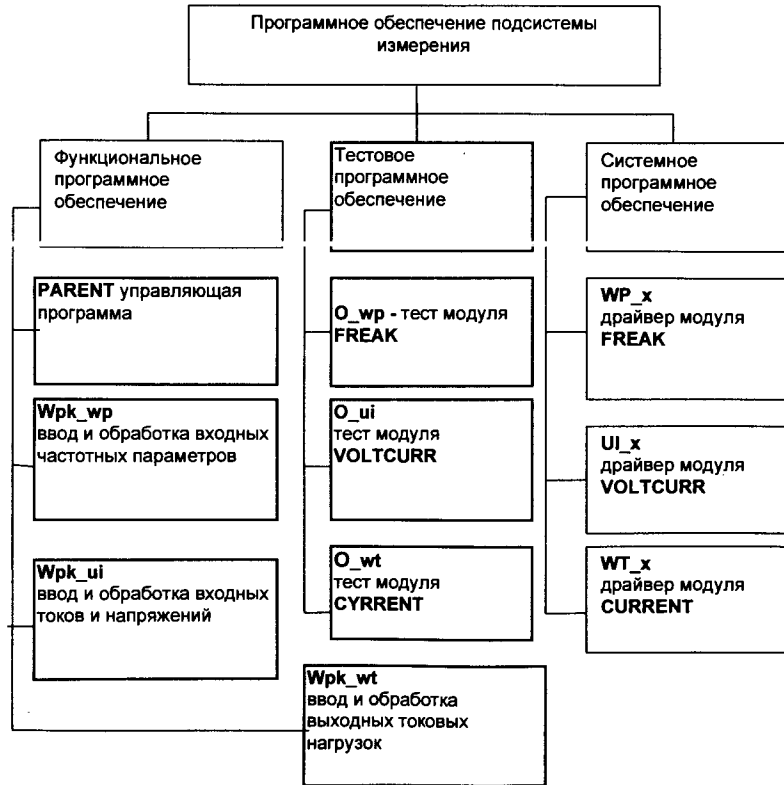 Программное обеспечение подсистемы
измерения
Функциональное
программное
обеспечение
Тестовое
программное
обеспечение
Системное
программное
обеспечение
PARENT управляющая
программа
O_wp - тест модуля
FREAK
WP_x
драйвер модуля
FREAK
Wpk_wp
ввод и обработка входных
частотных параметров
O_ui
тест модуля
VOLTCURR
UI_x
драйвер модуля
VOLTCURR
Wpk_ui
ввод и обработка входных
токов и напряжений
O_wt
тест модуля
CYRRENT
WT_x
драйвер модуля
CURRENT
Wpk_wt
ввод и обработка
выходных токовых
нагрузок